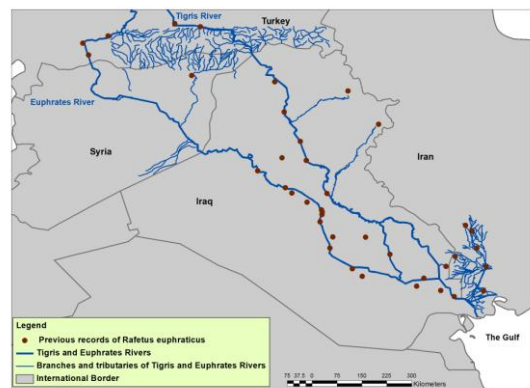 Tigris River
Turkey
Euphrates River
Syria
Iran
Iraq
The Gulf
Legend
Previous records of Rafetus euphraticus
Tigris and Euphrates Rivers
Branches and tributaries of Tigris and Euphrates Rivers
International Border
75 37.5 0 75 150 225 300
Kilometers